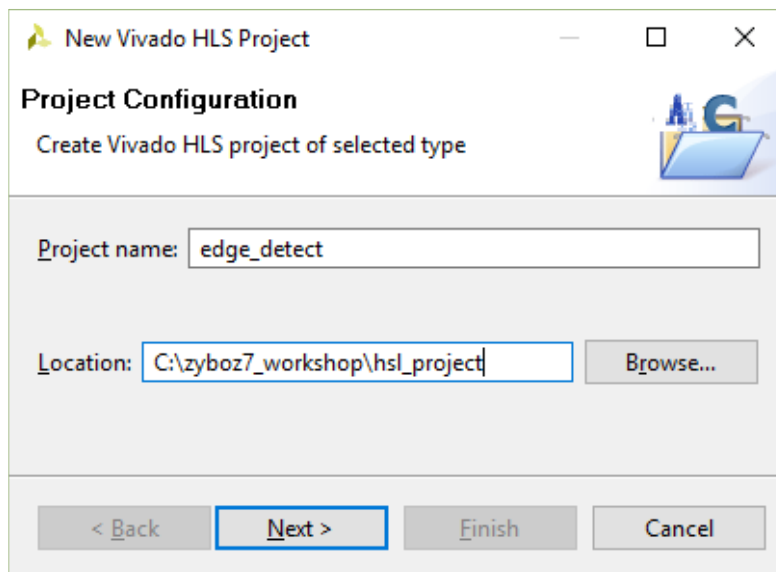 New Vivado HLS Project
Project Configuration
Create Vivado HLS project of selected type
Project name: edge_detect
Location: C:\zyboz7_workshop\hsl_project Browse...
< Back Next > Finish Cancel